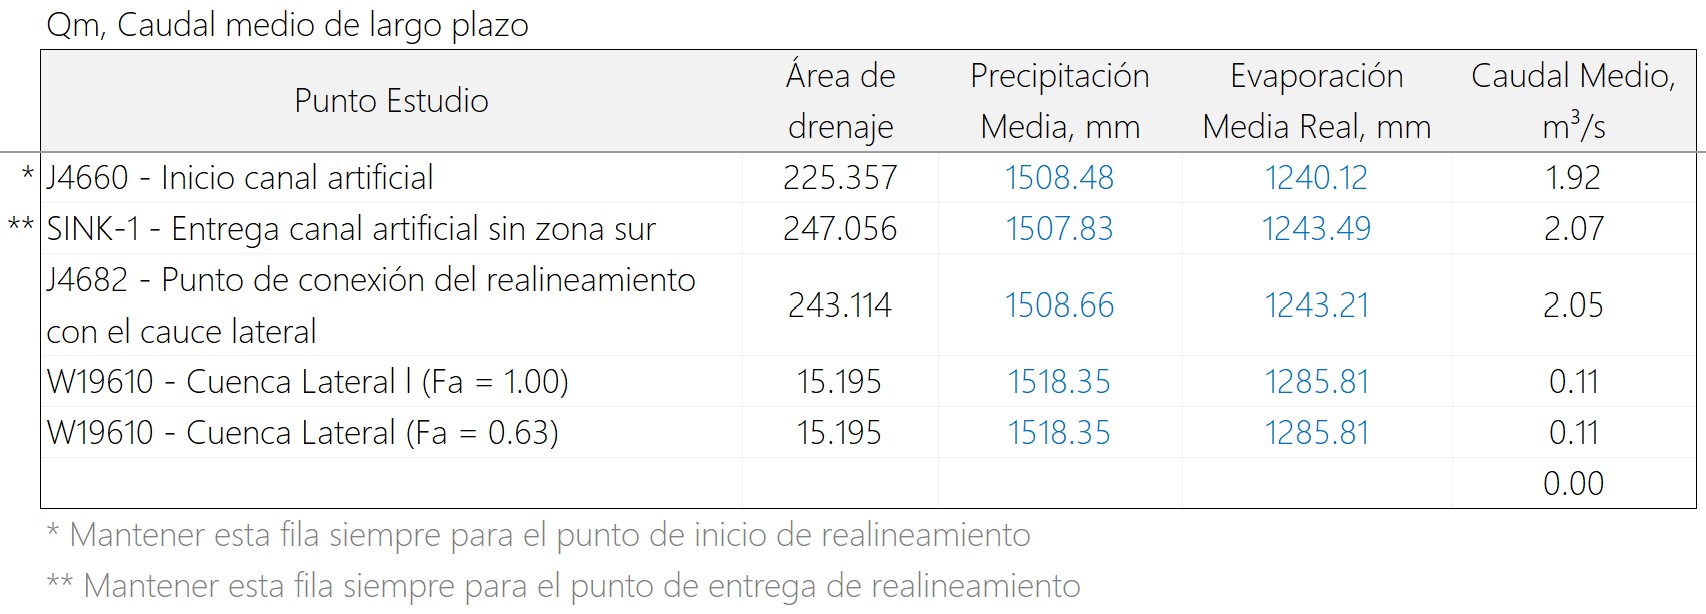 Qm, Caudal medio de largo plazo
Punto Estudio Área de drenaje Precipitación Media, mm Evaporación Media Real, mm Caudal Medio, m³/s
* J4660 - Inicio canal artificial 225.357 1508.48 1240.12 1.92
** SINK-1 - Entrega canal artificial sin zona sur 247.056 1507.83 1243.49 2.07
J4682 - Punto de conexión del realineamiento con el cauce lateral 243.114 1508.66 1243.21 2.05
W19610 - Cuenca Lateral l (Fa = 1.00) 15.195 1518.35 1285.81 0.11
W19610 - Cuenca Lateral (Fa = 0.63) 15.195 1518.35 1285.81 0.11
0.00
* Mantener esta fila siempre para el punto de inicio de realineamiento
** Mantener esta fila siempre para el punto de entrega de realineamiento